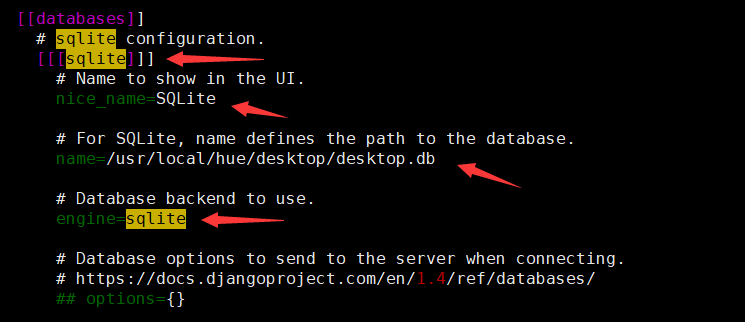 [[databases]]
# sqlite configuration.
[[[sqlite]]]
# Name to show in the UI.
nice_name=SQLite
# For SQLite, name defines the path to the database.
name=/usr/local/hue/desktop/desktop.db
# Database backend to use.
engine=sqlite
# Database options to send to the server when connecting.
# https://docs.djangoproject.com/en/1.4/ref/databases/
## options={}